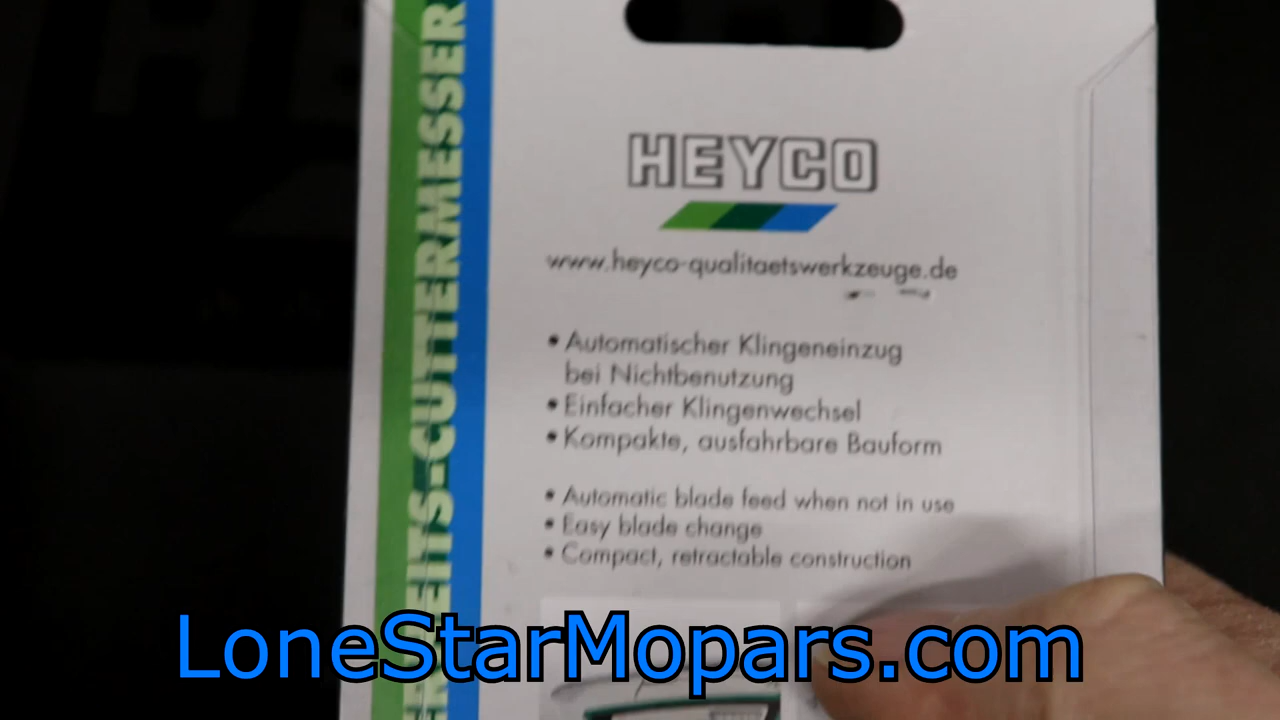 HEYCO
www.heyco-qualitaetswerkzeuge.de
• Automatischer Klingeneinzug
bei Nichtbenutzung
• Einfacher Klingenwechsel
• Kompakte, ausfahrbare Bauform
• Automatic blade feed when not in use
• Easy blade change
• Compact, retractable construction
HEITS-CUTTERMESSER
LoneStarMopars.com